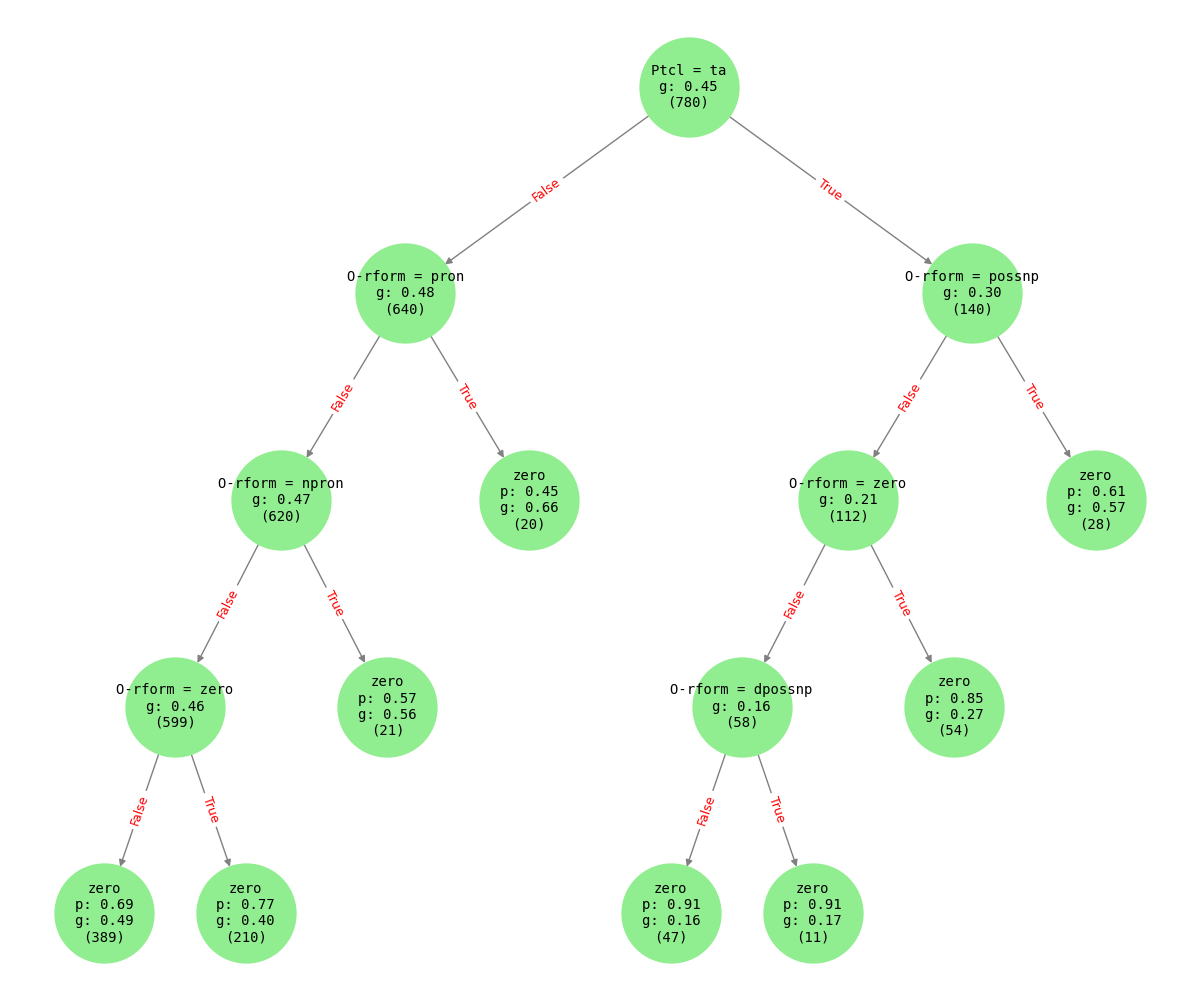 Ptcl = ta
g: 0.45
(780)
False
True
O-rform = pron
g: 0.48
(640)
O-rform = possnp
g: 0.30
(140)
False
True
False
True
O-rform = npron
g: 0.47
(620)
zero
p: 0.45
g: 0.66
(20)
O-rform = zero
g: 0.21
(112)
zero
p: 0.61
g: 0.57
(28)
False
True
False
True
O-rform = zero
g: 0.46
(599)
zero
p: 0.57
g: 0.56
(21)
O-rform = dpossnp
g: 0.16
(58)
zero
p: 0.85
g: 0.27
(54)
False
True
False
True
zero
p: 0.69
g: 0.49
(389)
zero
p: 0.77
g: 0.40
(210)
zero
p: 0.91
g: 0.16
(47)
zero
p: 0.91
g: 0.17
(11)